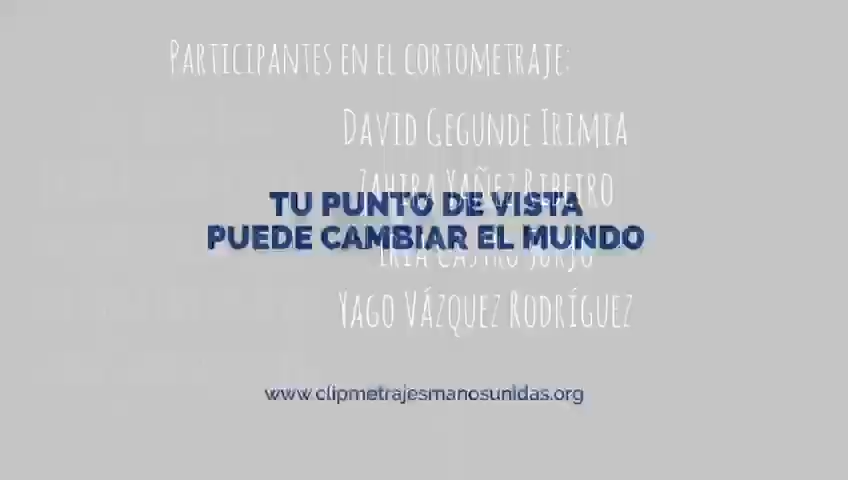 PARTICIPANTES EN EL CORTOMETRAJE:
DAVID GEGUNDE IRIMIA
ZAHIRA YAÑEZ RIBEIRO
TU PUNTO DE VISTA
PUEDE CAMBIAR EL MUNDO
IRIA CASTRO
YAGO VÁZQUEZ RODRÍGUEZ
www.clipmetrajesmanosunidas.org